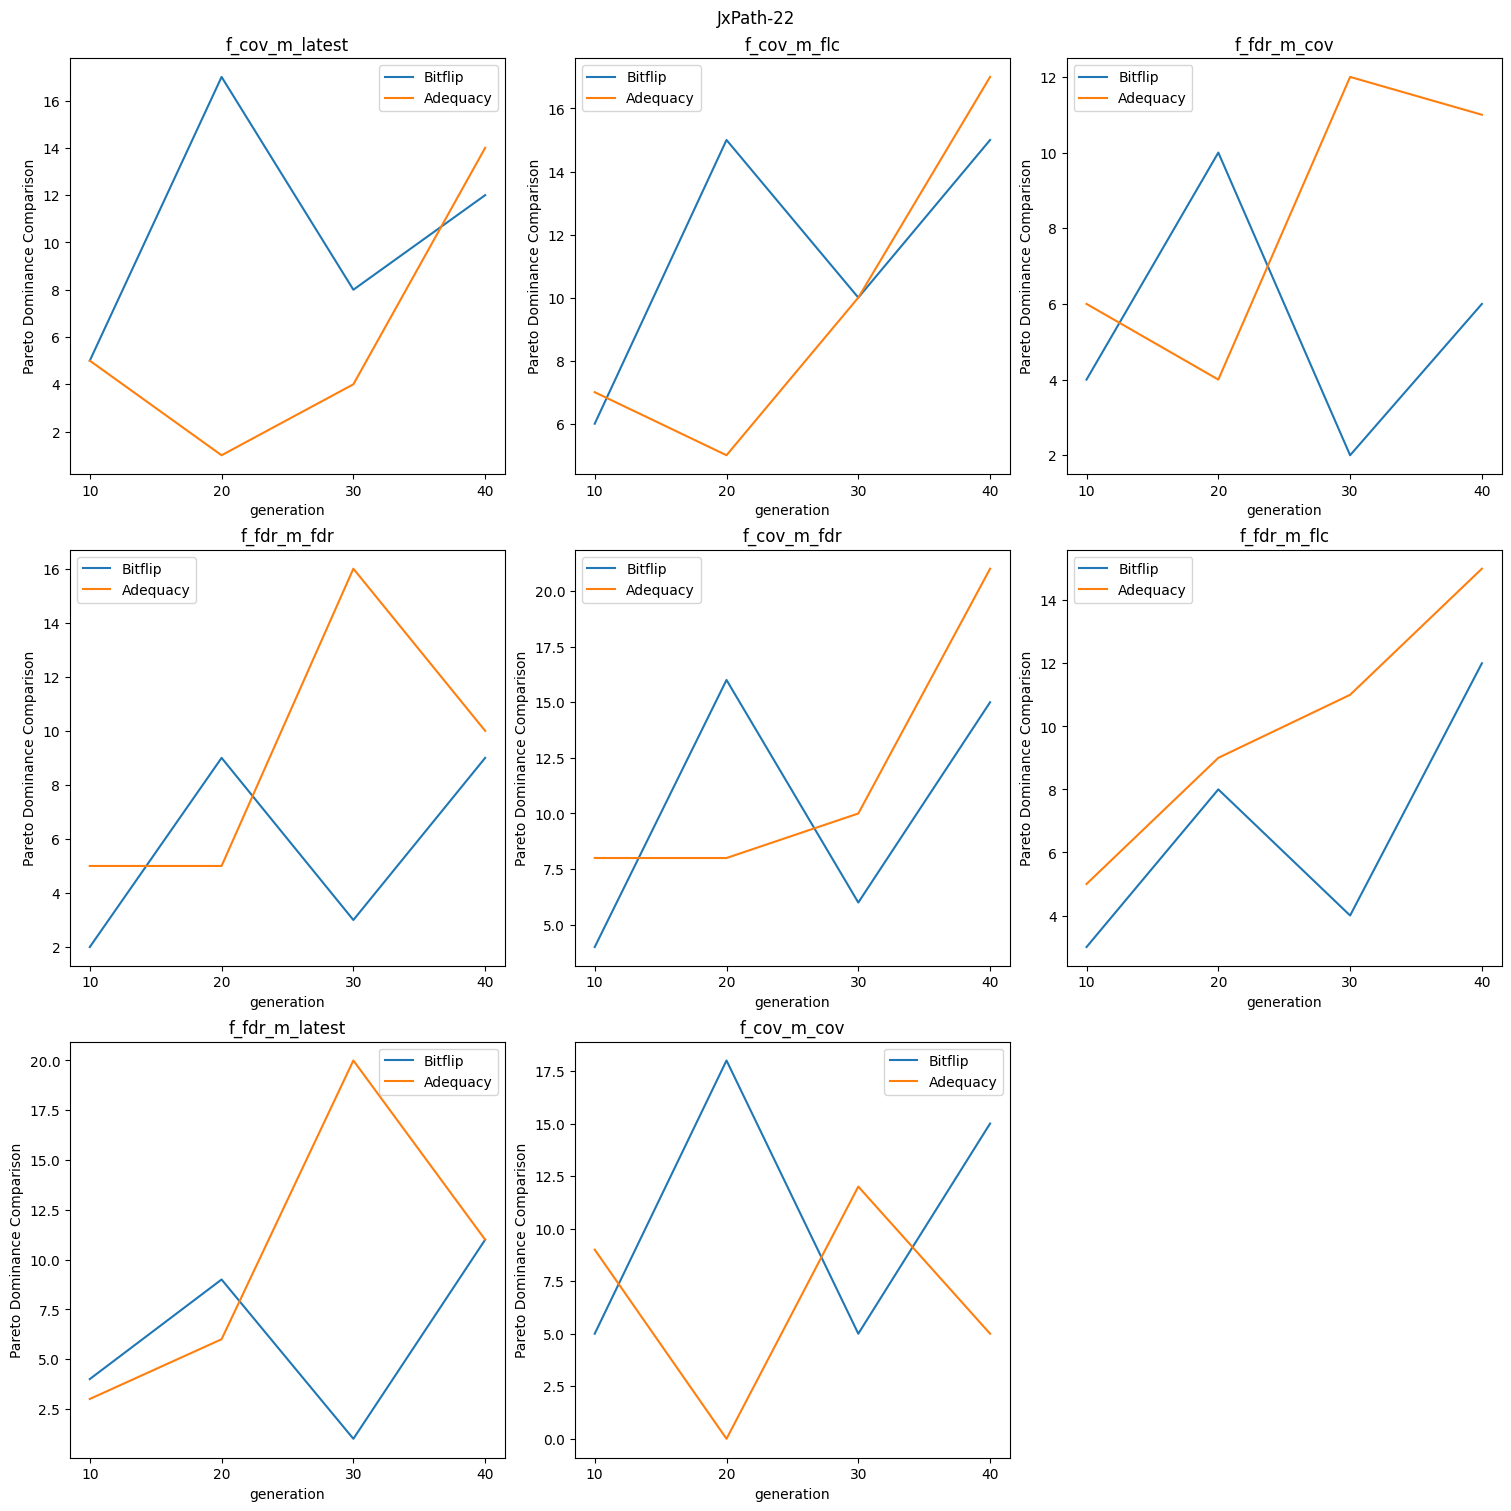 JxPath-22
f_cov_m_latest
Bitflip
Adequacy
Pareto Dominance Comparison
16
14
12
10
8
6
4
2
10 20 30 40
generation
f_cov_m_flc
Bitflip
Adequacy
Pareto Dominance Comparison
16
14
12
10
8
6
10 20 30 40
generation
f_fdr_m_cov
Bitflip
Adequacy
Pareto Dominance Comparison
12
10
8
6
4
2
10 20 30 40
generation
f_fdr_m_fdr
Bitflip
Adequacy
Pareto Dominance Comparison
16
14
12
10
8
6
4
2
10 20 30 40
generation
f_cov_m_fdr
Bitflip
Adequacy
Pareto Dominance Comparison
20.0
17.5
15.0
12.5
10.0
7.5
5.0
10 20 30 40
generation
f_fdr_m_flc
Bitflip
Adequacy
Pareto Dominance Comparison
14
12
10
8
6
4
10 20 30 40
generation
f_fdr_m_latest
Bitflip
Adequacy
Pareto Dominance Comparison
20.0
17.5
15.0
12.5
10.0
7.5
5.0
2.5
10 20 30 40
generation
f_cov_m_cov
Bitflip
Adequacy
Pareto Dominance Comparison
17.5
15.0
12.5
10.0
7.5
5.0
2.5
0.0
10 20 30 40
generation